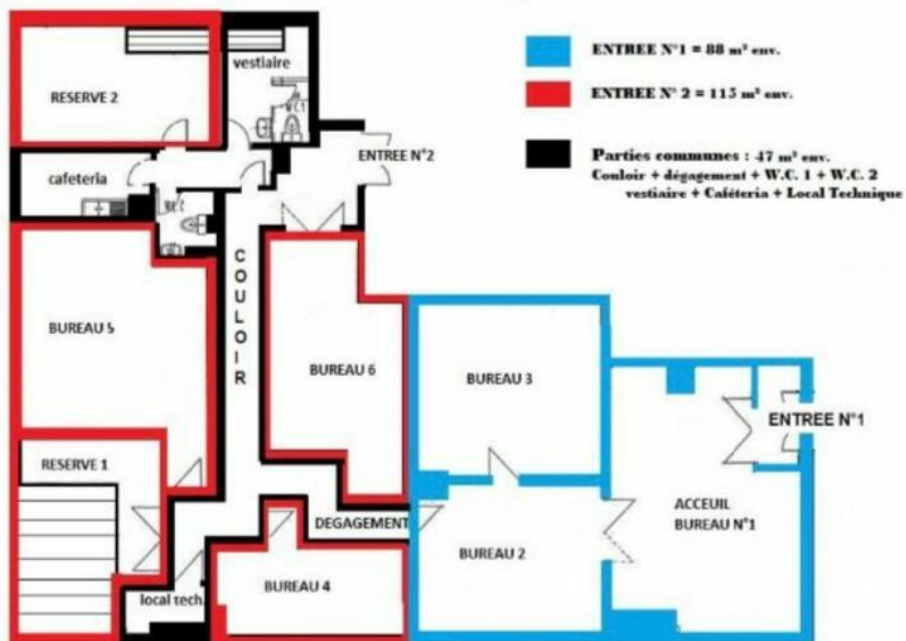 ENTREE N°1 = 88 m² env.
ENTREE N° 2 = 115 m² env.
Parties communes : 47 m² env.
Couloir + dégagement + W.C. 1 + W.C. 2
vestiaire + Caféteria + Local Technique
vestiaire
RESERVE 2
WC 1
ENTREE N°2
cafeteria
COULOIR
BUREAU 5
BUREAU 6
BUREAU 3
ENTREE N°1
RESERVE 1
ACCEUIL
BUREAU N°1
DEGAGEMENT
BUREAU 2
BUREAU 4
local tech.